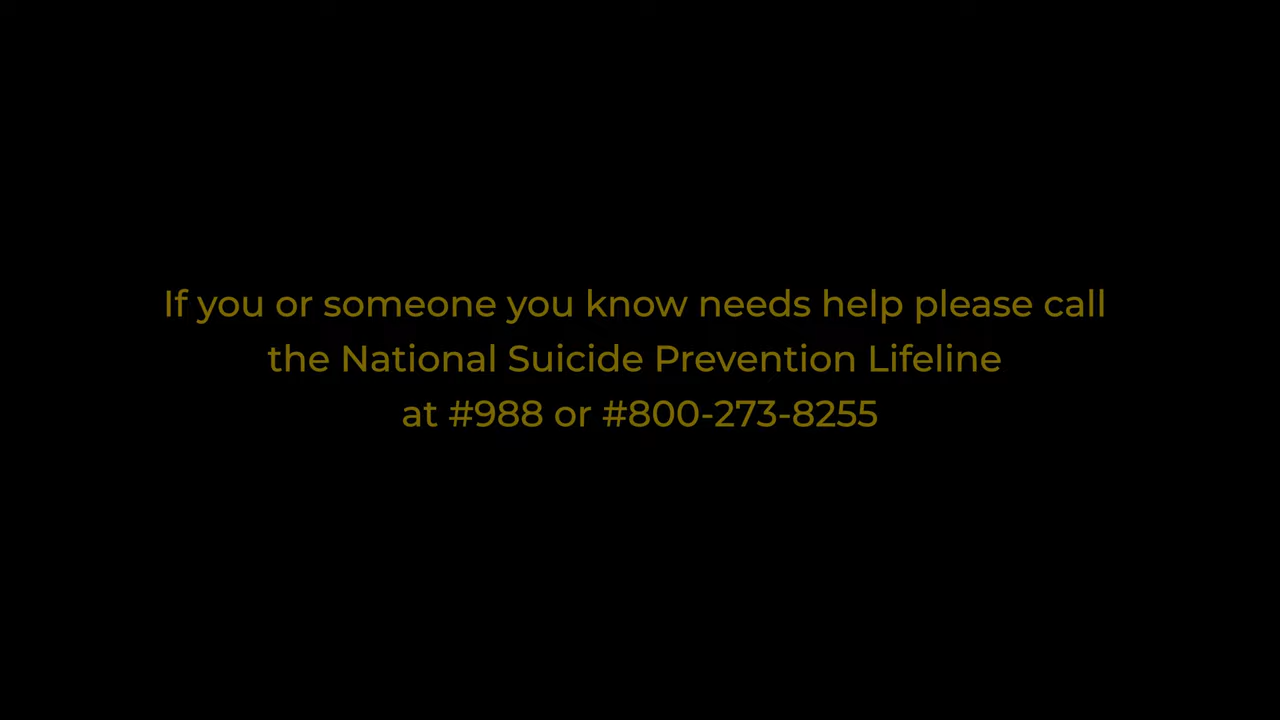 If you or someone you know needs help please call
the National Suicide Prevention Lifeline
at #988 or #800-273-8255